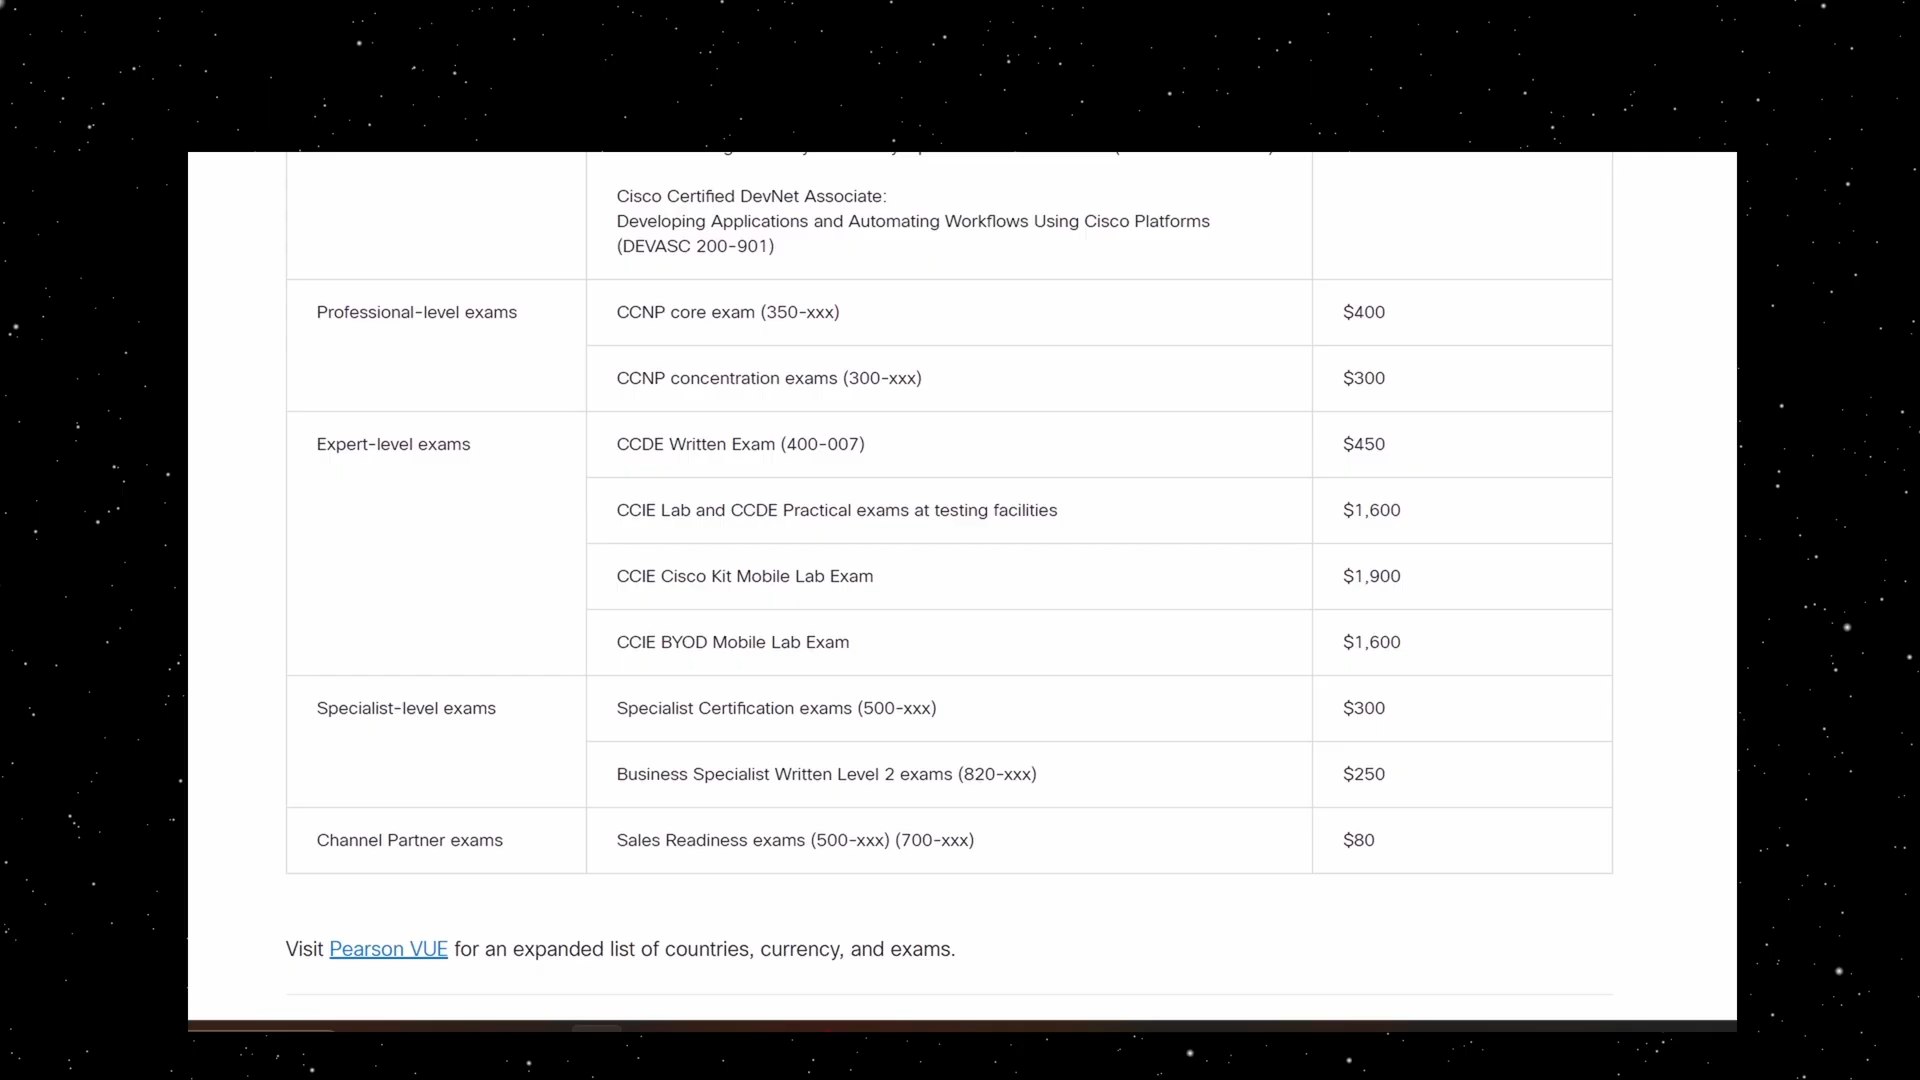 Cisco Certified DevNet Associate:
Developing Applications and Automating Workflows Using Cisco Platforms
(DEVASC 200-901)
Professional-level exams
CCNP core exam (350-xxx)
$400
CCNP concentration exams (300-xxx)
$300
Expert-level exams
CCDE Written Exam (400-007)
$450
CCIE Lab and CCDE Practical exams at testing facilities
$1,600
CCIE Cisco Kit Mobile Lab Exam
$1,900
CCIE BYOD Mobile Lab Exam
$1,600
Specialist-level exams
Specialist Certification exams (500-xxx)
$300
Business Specialist Written Level 2 exams (820-xxx)
$250
Channel Partner exams
Sales Readiness exams (500-xxx) (700-xxx)
$80
Visit Pearson VUE for an expanded list of countries, currency, and exams.